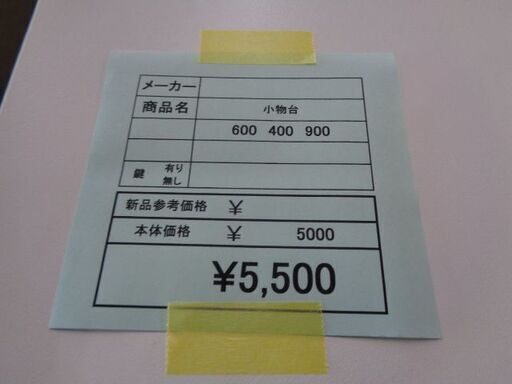 メーカー
商品名 小物台
600 400 900
鍵 有り
無し
新品参考価格 ¥
本体価格 ¥ 5000
¥5,500